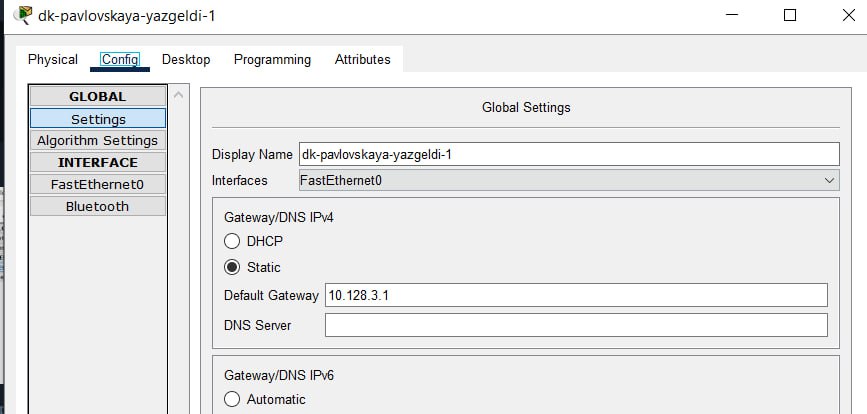 dk-pavlovskaya-yazgeldi-1
Physical Config Desktop Programming Attributes
GLOBAL
Settings
Algorithm Settings
INTERFACE
FastEthernet0
Bluetooth
Global Settings
Display Name dk-pavlovskaya-yazgeldi-1
Interfaces FastEthernet0
Gateway/DNS IPv4
DHCP
Static
Default Gateway 10.128.3.1
DNS Server
Gateway/DNS IPv6
Automatic